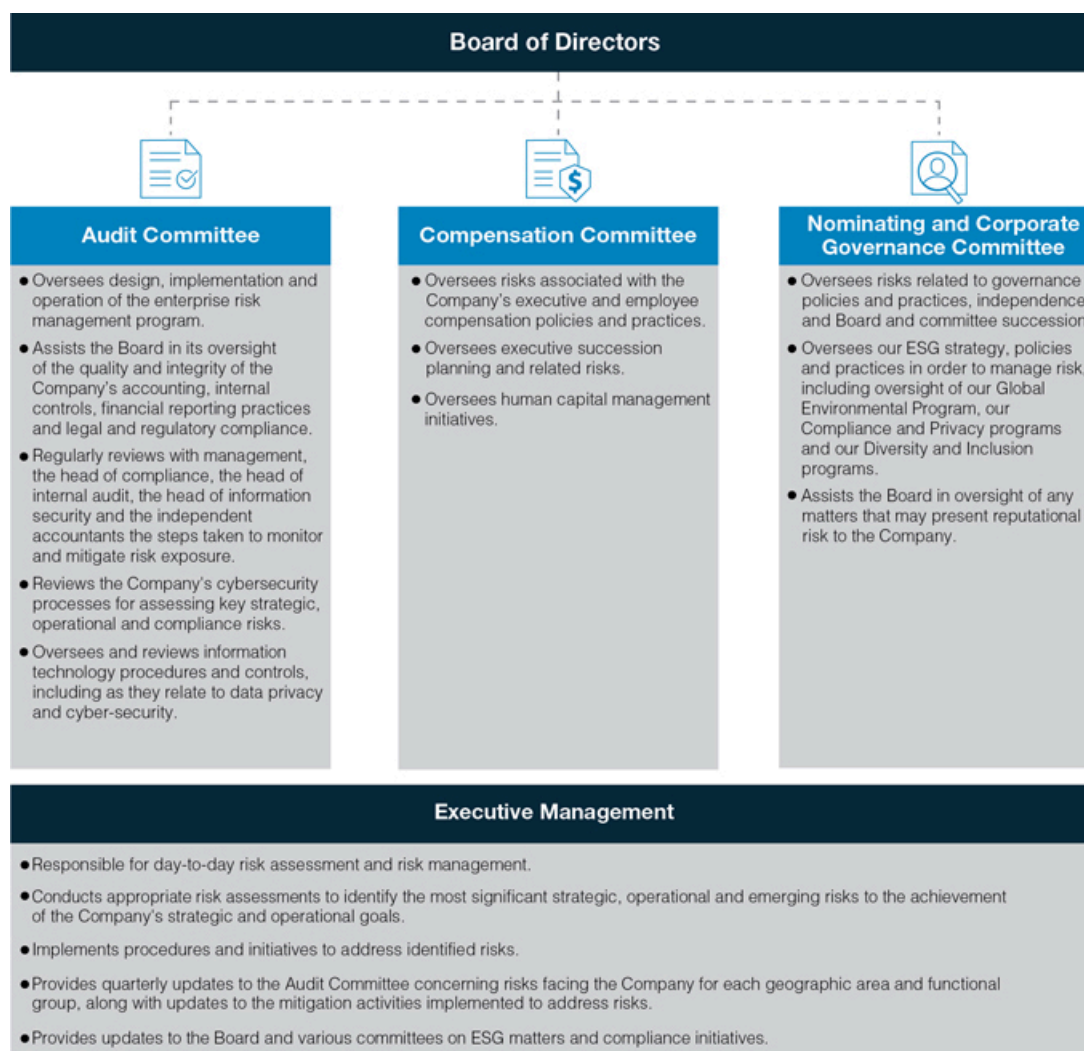 Board of Directors
Audit Committee
● Oversees design, implementation and
operation of the enterprise risk
management program.
● Assists the Board in its oversight
of the quality and integrity of the
Company's accounting, internal
controls, financial reporting practices
and legal and regulatory compliance.
● Regularly reviews with management,
the head of compliance, the head of
internal audit, the head of information
security and the independent
accountants the steps taken to monitor
and mitigate risk exposure.
● Reviews the Company's cybersecurity
processes for assessing key strategic,
operational and compliance risks.
● Oversees and reviews information
technology procedures and controls,
including as they relate to data privacy
and cyber-security.
$
Compensation Committee
● Oversees risks associated with the
Company's executive and employee
compensation policies and practices.
● Oversees executive succession
planning and related risks.
● Oversees human capital management
initiatives.
Nominating and Corporate
Governance Committee
● Oversees risks related to governance
policies and practices, independence
and Board and committee succession
● Oversees our ESG strategy, policies
and practices in order to manage risk,
including oversight of our Global
Environmental Program, our
Compliance and Privacy programs
and our Diversity and Inclusion
programs.
● Assists the Board in oversight of any
matters that may present reputational
risk to the Company.
Executive Management
● Responsible for day-to-day risk assessment and risk management.
● Conducts appropriate risk assessments to identify the most significant strategic, operational and emerging risks to the achievement
of the Company's strategic and operational goals.
● Implements procedures and initiatives to address identified risks.
● Provides quarterly updates to the Audit Committee concerning risks facing the Company for each geographic area and functional
group, along with updates to the mitigation activities implemented to address risks.
● Provides updates to the Board and various committees on ESG matters and compliance initiatives.